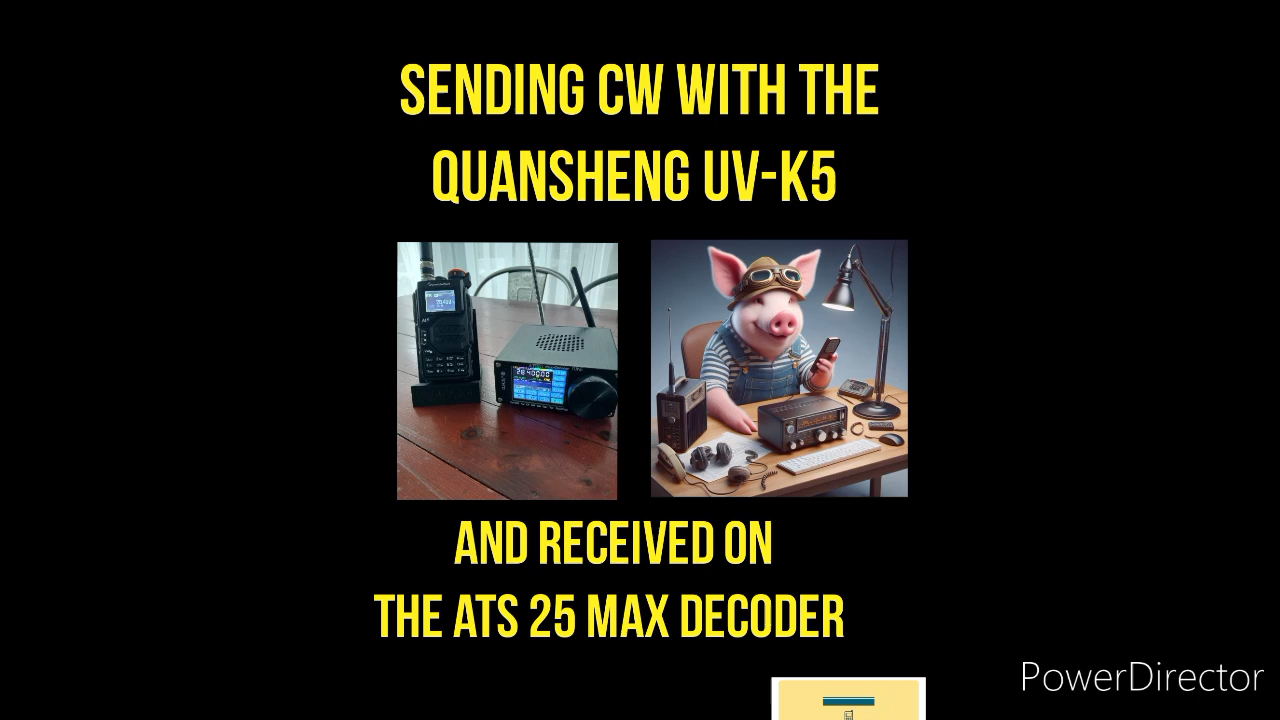 SENDING CW WITH THE
QUANSHENG UV-K5
AND RECEIVED ON
THE ATS 25 MAX DECODER
PowerDirector